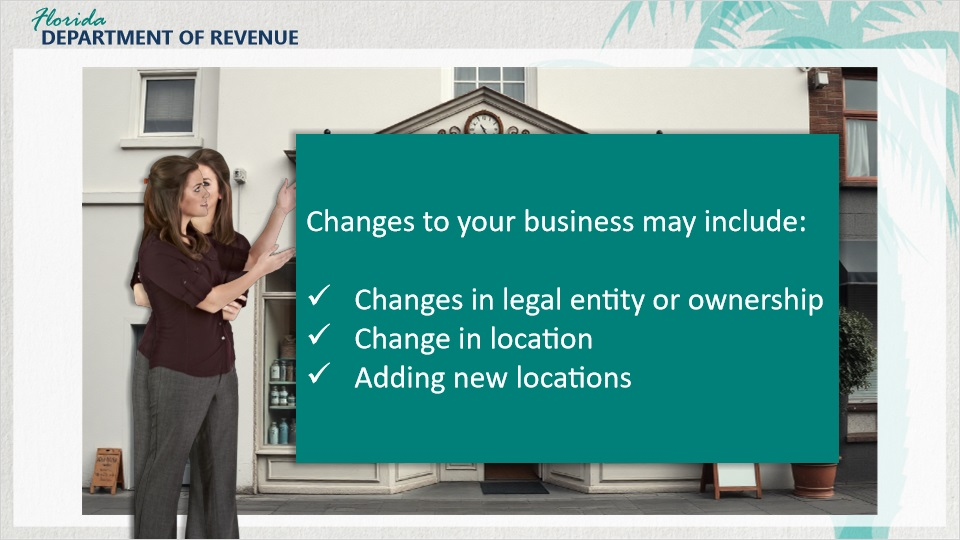 Florida
DEPARTMENT OF REVENUE
Changes to your business may include:
✓ Changes in legal entity or ownership
✓ Change in location
✓ Adding new locations